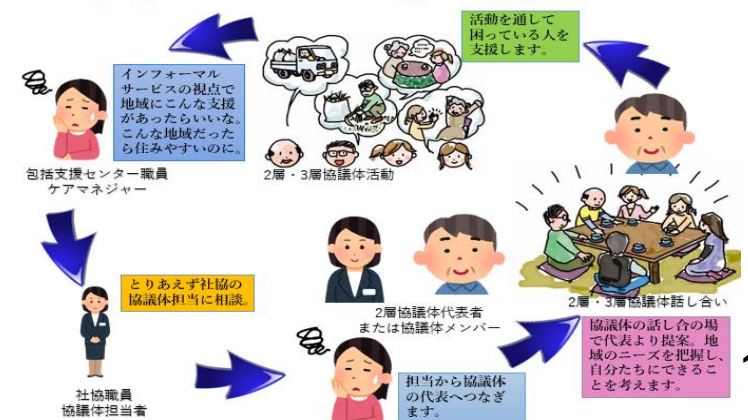 活動を通して
困っている人を
支援します。
インフォーマル
サービスの視点で
地域にこんな支援
があったらいいな。
こんな地域だった
ら住みやすいのに。
包括支援センター職員
ケアマネジャー
2層・3層協議体活動
とりあえず社協の
協議体担当に相談。
2層協議体代表者
または協議体メンバー
2層・3層協議体話し合い
協議体の話し合の場
で代表より提案。地
域のニーズを把握し、
自分たちにできるこ
とを考えます。
社協職員
協議体担当者
担当から協議体
の代表へつなぎ
ます。